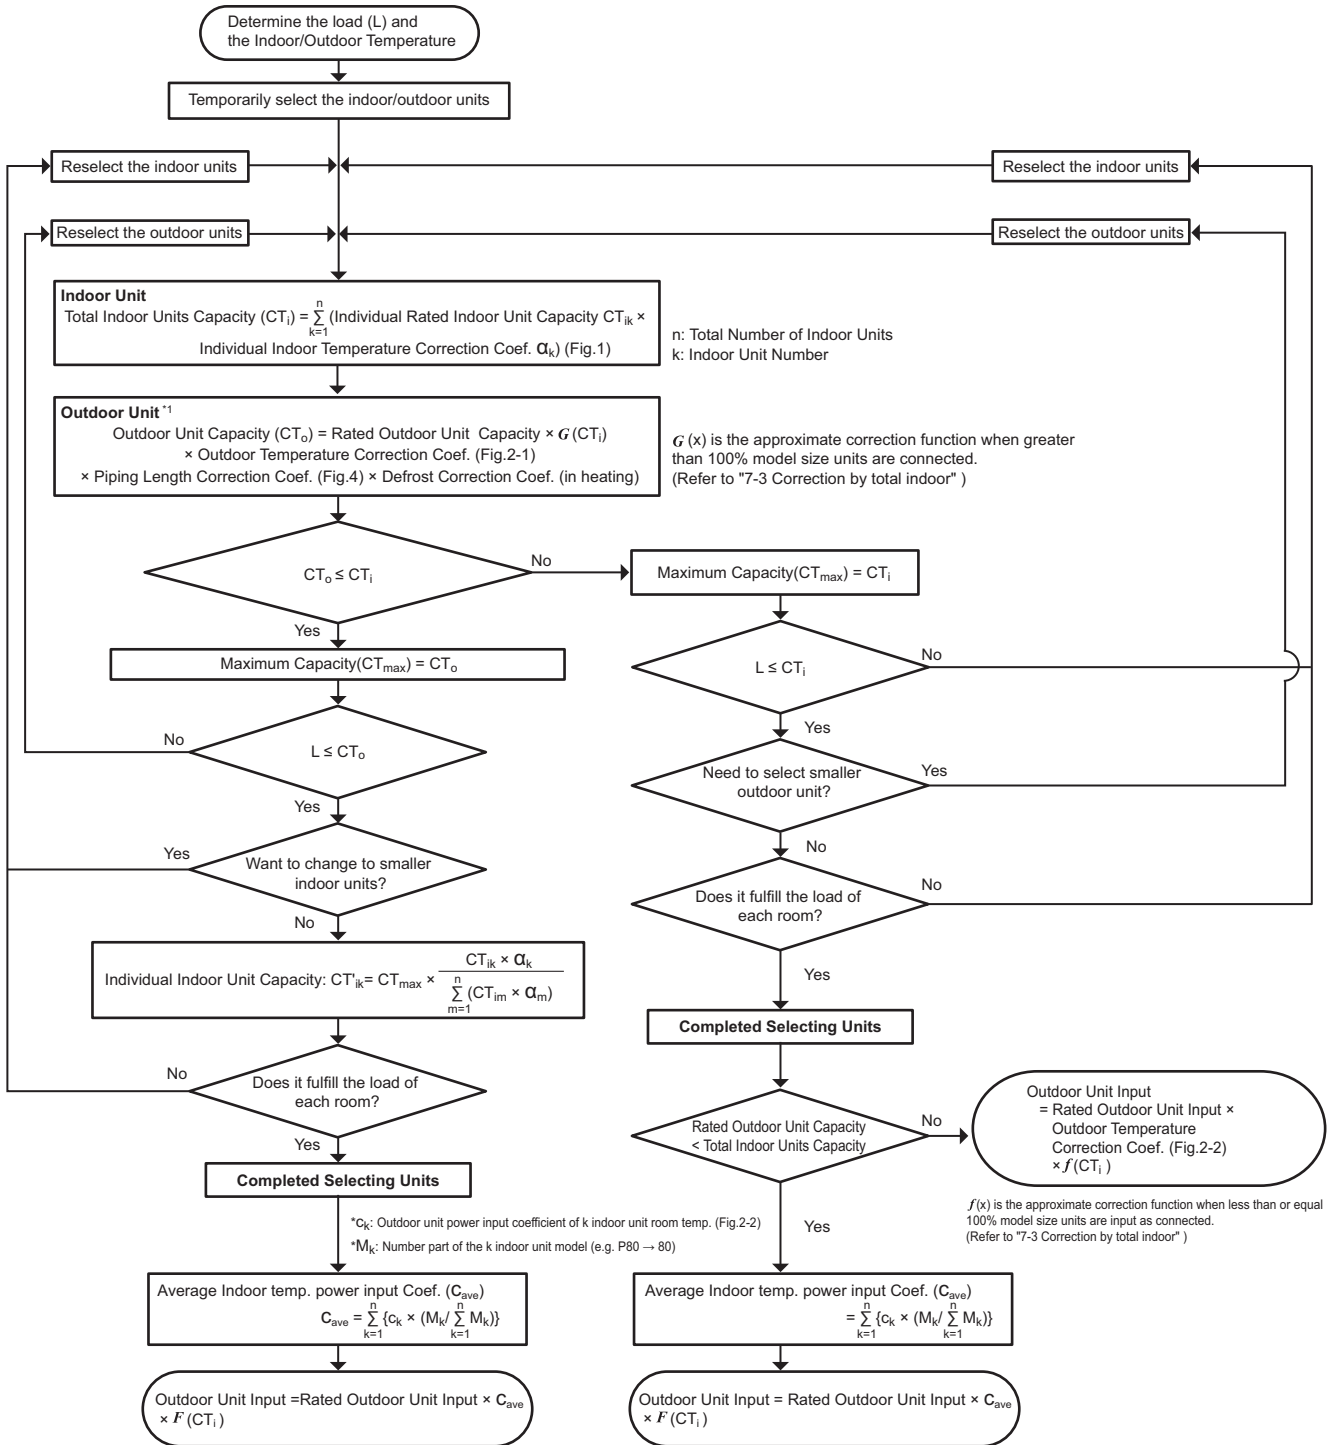 Determine the load (L) and
the Indoor/Outdoor Temperature
Temporarily select the indoor/outdoor units
Reselect the indoor units
Reselect the indoor units
Reselect the outdoor units
Reselect the outdoor units
Indoor Unit
Total Indoor Units Capacity (CTi) = n∑k=1 (Individual Rated Indoor Unit Capacity CTik ×
Individual Indoor Temperature Correction Coef. αk) (Fig.1)
n: Total Number of Indoor Units
k: Indoor Unit Number
Outdoor Unit *1
Outdoor Unit Capacity (CTo) = Rated Outdoor Unit Capacity × G (CTi)
× Outdoor Temperature Correction Coef. (Fig.2-1)
× Piping Length Correction Coef. (Fig.4) × Defrost Correction Coef. (in heating)
G (x) is the approximate correction function when greater
than 100% model size units are connected.
(Refer to "7-3 Correction by total indoor" )
CTo ≤ CTi
No
Yes
Maximum Capacity(CTmax) = CTi
Maximum Capacity(CTmax) = CTo
L ≤ CTi
No
Yes
L ≤ CTo
No
Yes
Need to select smaller
outdoor unit?
Yes
No
Want to change to smaller
indoor units?
Yes
No
Does it fulfill the load of
each room?
No
Yes
Individual Indoor Unit Capacity: CT'ik= CTmax ×
CTik × αk
n∑m=1 (CTim × αm)
Completed Selecting Units
Does it fulfill the load of
each room?
No
Yes
Rated Outdoor Unit Capacity
< Total Indoor Units Capacity
No
Yes
Outdoor Unit Input
= Rated Outdoor Unit Input ×
Outdoor Temperature
Correction Coef. (Fig.2-2)
× f (CTi )
Completed Selecting Units
f (x) is the approximate correction function when less than or equal
100% model size units are input as connected.
(Refer to "7-3 Correction by total indoor" )
*ck: Outdoor unit power input coefficient of k indoor unit room temp. (Fig.2-2)
*Mk: Number part of the k indoor unit model (e.g. P80 → 80)
Average Indoor temp. power input Coef. (Cave)
Cave = n∑k=1 {ck × (Mk/ n∑k=1 Mk)}
Average Indoor temp. power input Coef. (Cave)
= n∑k=1 {ck × (Mk/ n∑k=1 Mk)}
Outdoor Unit Input =Rated Outdoor Unit Input × Cave
× F (CTi )
Outdoor Unit Input = Rated Outdoor Unit Input × Cave
× F (CTi )